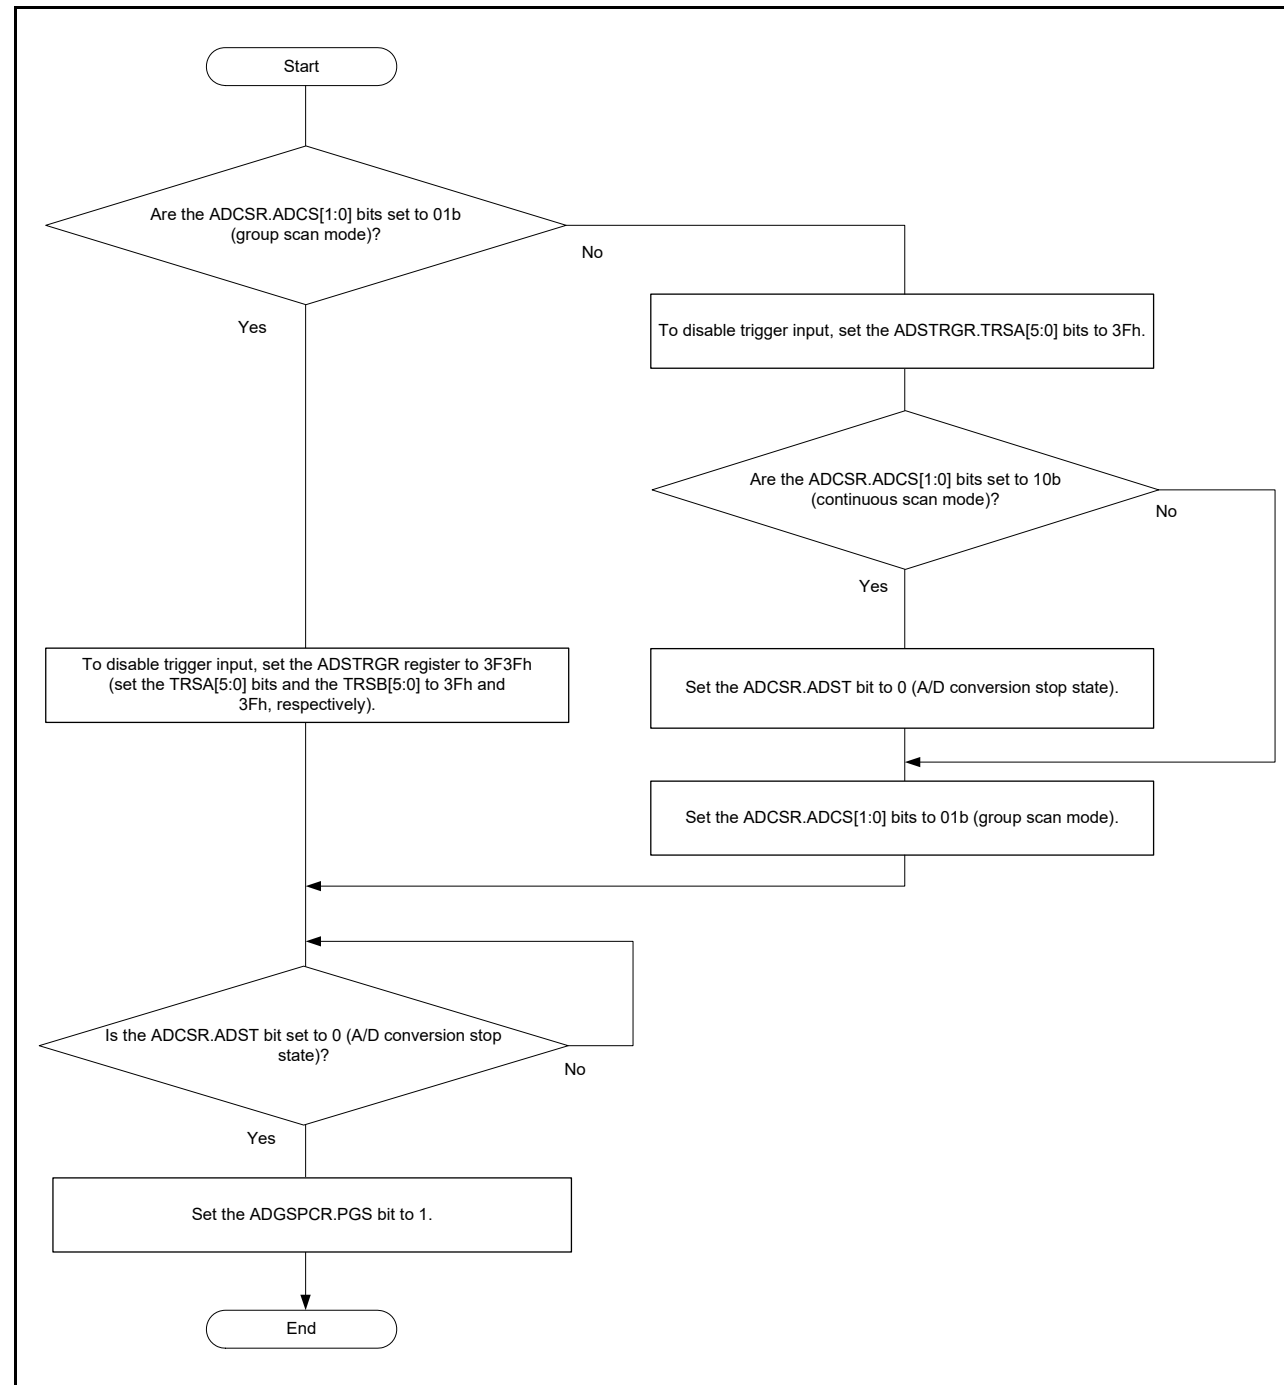 Start
Are the ADCSR.ADCS[1:0] bits set to 01b
(group scan mode)?
No
Yes
To disable trigger input, set the ADSTRGR.TRSA[5:0] bits to 3Fh.
Are the ADCSR.ADCS[1:0] bits set to 10b
(continuous scan mode)?
No
Yes
To disable trigger input, set the ADSTRGR register to 3F3Fh
(set the TRSA[5:0] bits and the TRSB[5:0] to 3Fh and
3Fh, respectively).
Set the ADCSR.ADST bit to 0 (A/D conversion stop state).
Set the ADCSR.ADCS[1:0] bits to 01b (group scan mode).
Is the ADCSR.ADST bit set to 0 (A/D conversion stop
state)?
No
Yes
Set the ADGSPCR.PGS bit to 1.
End